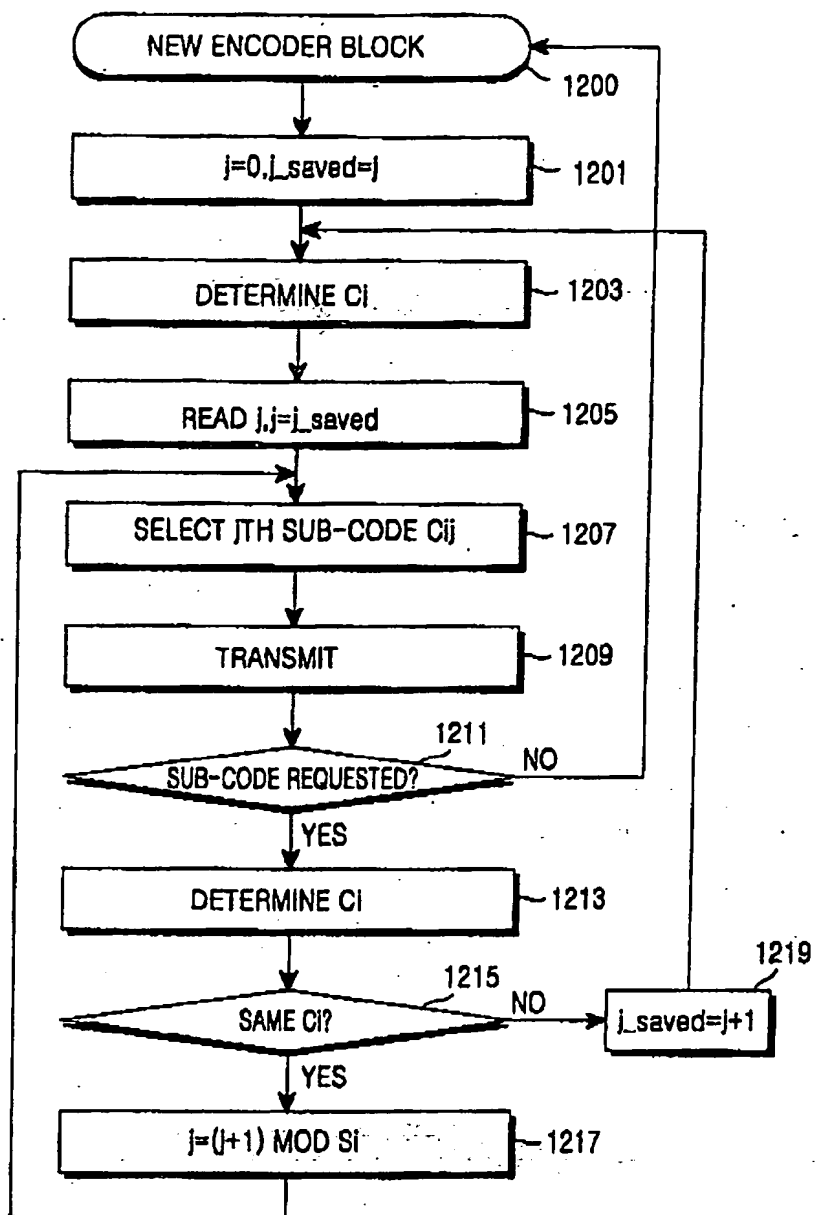 NEW ENCODER BLOCK
1200
j=0,j_saved=j
1201
DETERMINE Ci
1203
READ j,j=j_saved
1205
SELECT jTH SUB-CODE Cij
1207
TRANSMIT
1209
1211
SUB-CODE REQUESTED?
NO
YES
DETERMINE Ci
1213
1215
SAME Ci?
NO
1219
j_saved=j+1
YES
j=(j+1) MOD Si
1217